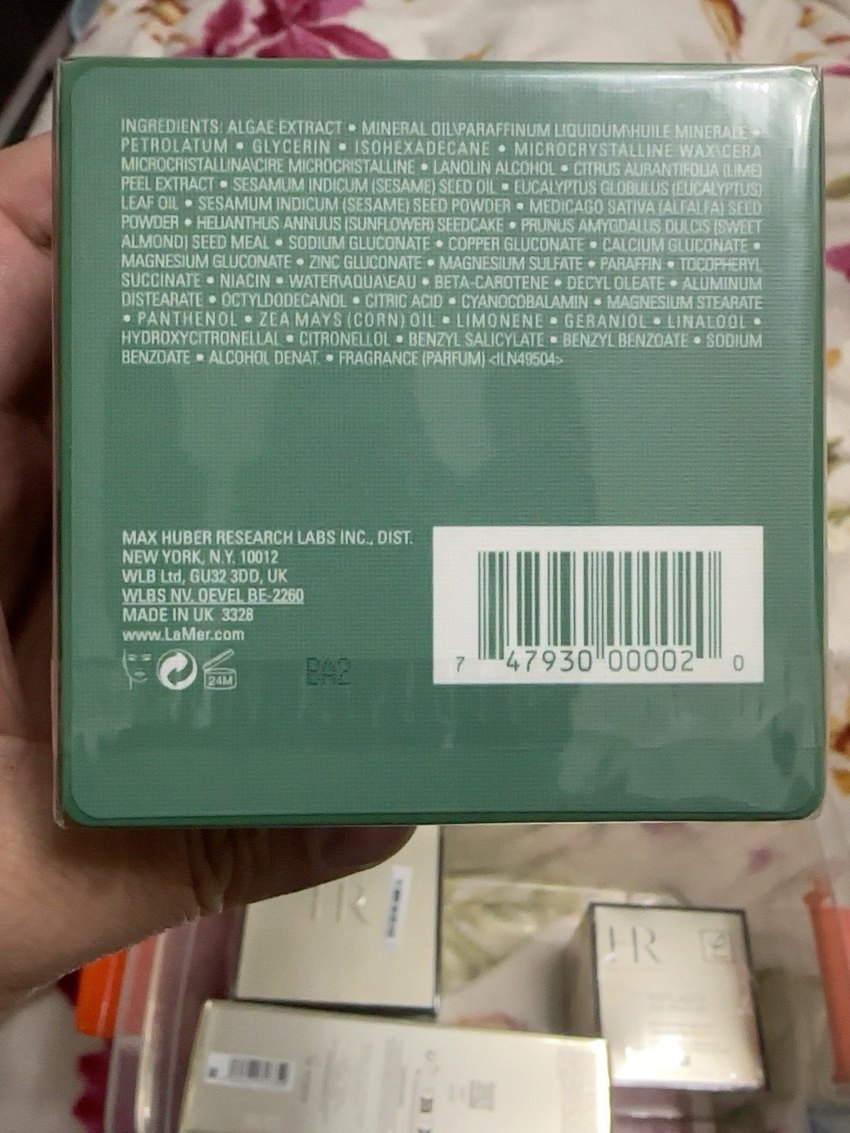 INGREDIENTS: ALGAE EXTRACT • MINERAL OIL\PARAFFINUM LIQUIDUM\HUILE MINERALE •
PETROLATUM • GLYCERIN • ISOHEXADECANE • MICROCRYSTALLINE WAX\CERA
MICROCRISTALLINA\CIRE MICROCRISTALLINE • LANOLIN ALCOHOL • CITRUS AURANTIFOLIA (LIME)
PEEL EXTRACT • SESAMUM INDICUM (SESAME) SEED OIL • EUCALYPTUS GLOBULUS (EUCALYPTUS)
LEAF OIL • SESAMUM INDICUM (SESAME) SEED POWDER • MEDICAGO SATIVA (ALFALFA) SEED
POWDER • HELIANTHUS ANNUUS (SUNFLOWER) SEEDCAKE • PRUNUS AMYGDALUS DULCIS (SWEET
ALMOND) SEED MEAL • SODIUM GLUCONATE • COPPER GLUCONATE • CALCIUM GLUCONATE •
MAGNESIUM GLUCONATE • ZINC GLUCONATE • MAGNESIUM SULFATE • PARAFFIN • TOCOPHERYL
SUCCINATE • NIACIN • WATER\AQUA\EAU • BETA-CAROTENE • DECYL OLEATE • ALUMINUM
DISTEARATE • OCTYLDODECANOL • CITRIC ACID • CYANOCOBALAMIN • MAGNESIUM STEARATE
• PANTHENOL • ZEA MAYS (CORN) OIL • LIMONENE • GERANIOL • LINALOOL •
HYDROXYCITRONELLAL • CITRONELLOL • BENZYL SALICYLATE • BENZYL BENZOATE • SODIUM
BENZOATE • ALCOHOL DENAT. • FRAGRANCE (PARFUM) <ILN49504>
MAX HUBER RESEARCH LABS INC., DIST.
NEW YORK, N.Y. 10012
WLB Ltd, GU32 3DD, UK
WLBS NV. OEVEL BE-2260
MADE IN UK 3328
www.LaMer.com
24M
BA2
7 47930 00002 0
HR
HR